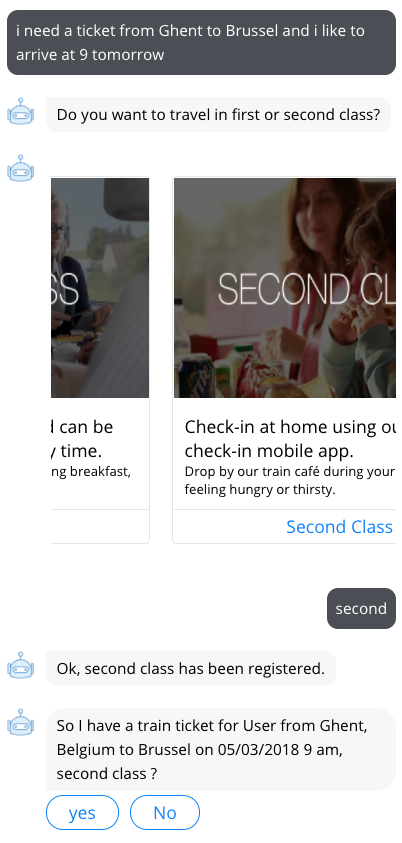 i need a ticket from Ghent to Brussel and i like to
arrive at 9 tomorrow
Do you want to travel in first or second class?
SS
SECOND CL
d can be
y time.
ng breakfast,
Check-in at home using ou
check-in mobile app.
Drop by our train café during your
feeling hungry or thirsty.
Second Class
second
Ok, second class has been registered.
So I have a train ticket for User from Ghent,
Belgium to Brussel on 05/03/2018 9 am,
second class ?
yes
No